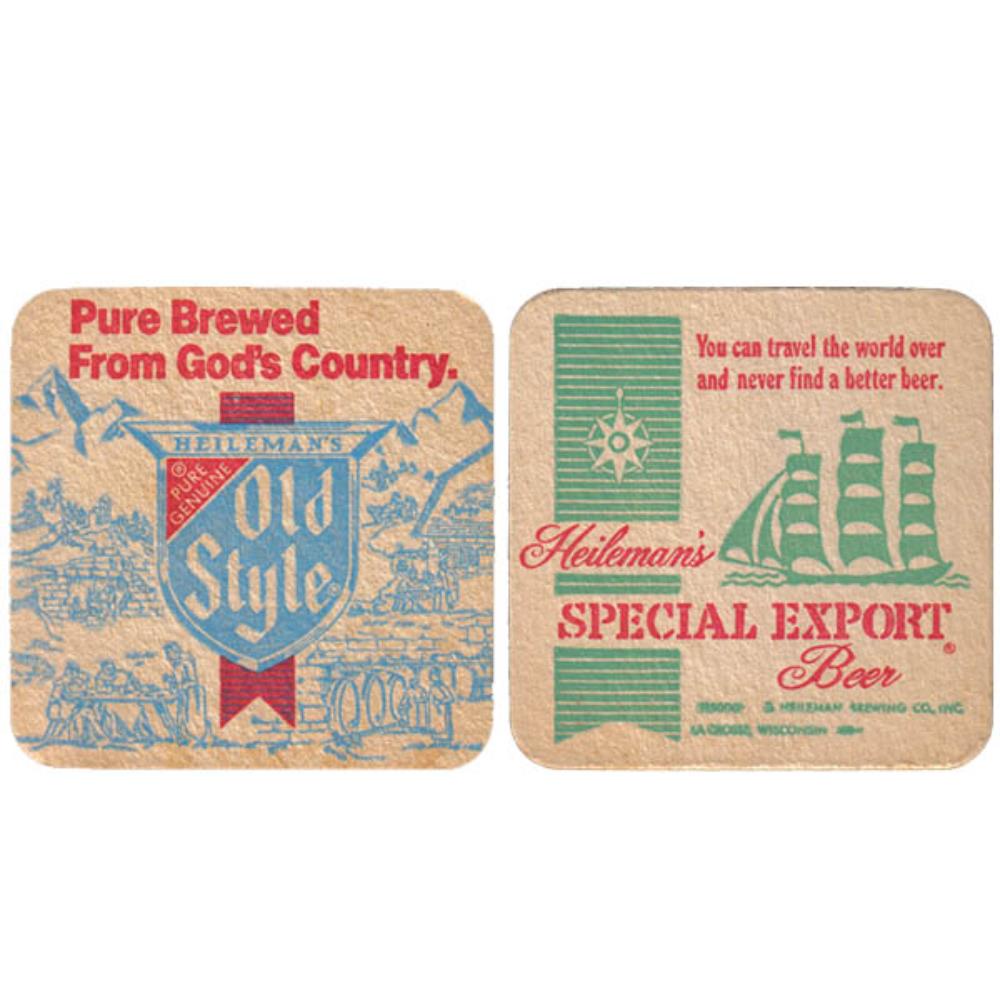 Pure Brewed
From God's Country.
HEILEMAN'S
® PURE
GENUINE
Old
Style®
You can travel the world over
and never find a better beer.
Heileman's
SPECIAL EXPORT®
Beer
HEILEMAN BREWING CO., INC.
LA CROSSE, WISCONSIN